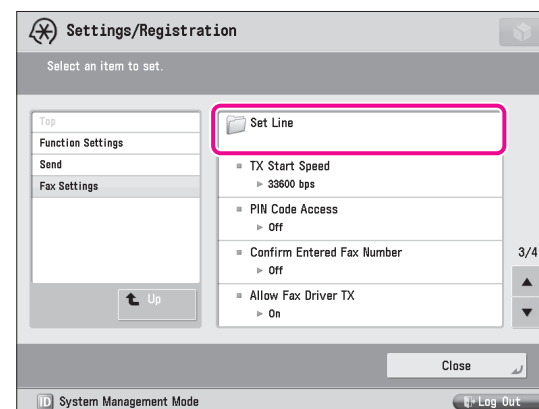 Settings/Registration
Select an item to set.
Top
Function Settings
Send
Fax Settings
Up
Set Line
TX Start Speed
33600 bps
PIN Code Access
Off
Confirm Entered Fax Number
Off
Allow Fax Driver TX
On
3/4
Close
ID System Management Mode
Log Out